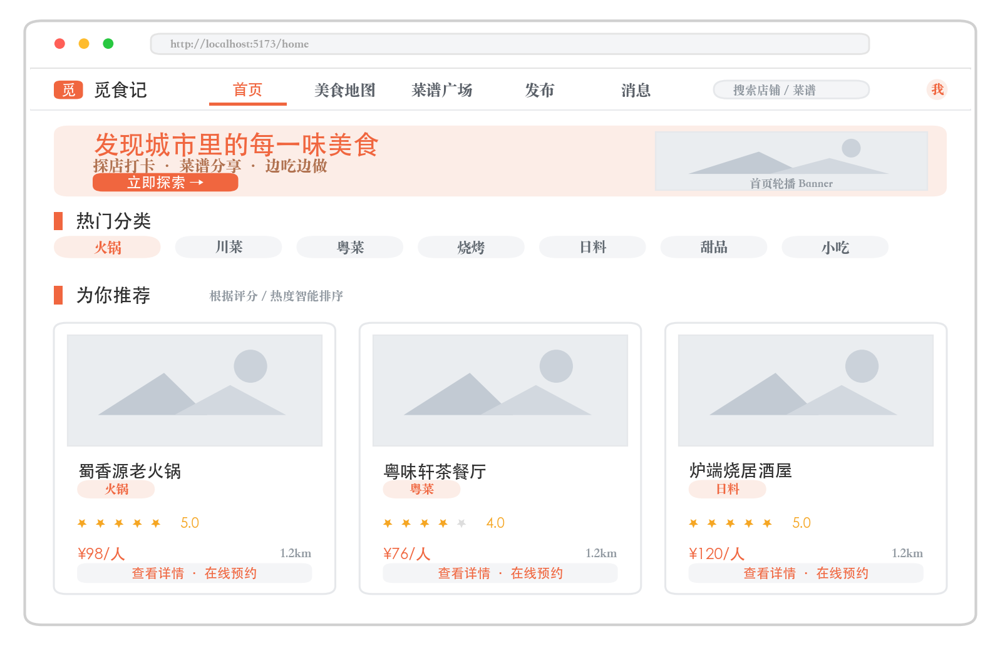 http://localhost:5173/home
觅 觅食记 首页 美食地图 菜谱广场 发布 消息 搜索店铺 / 菜谱 我
发现城市里的每一味美食
探店打卡 · 菜谱分享 · 边吃边做
立即探索 →
首页轮播 Banner
热门分类
火锅 川菜 粤菜 烧烤 日料 甜品 小吃
为你推荐 根据评分 / 热度智能排序
蜀香源老火锅
火锅
★ ★ ★ ★ ★ 5.0
¥98/人 1.2km
查看详情 · 在线预约
粤味轩茶餐厅
粤菜
★ ★ ★ ★ ★ 4.0
¥76/人 1.2km
查看详情 · 在线预约
炉端烧居酒屋
日料
★ ★ ★ ★ ★ 5.0
¥120/人 1.2km
查看详情 · 在线预约